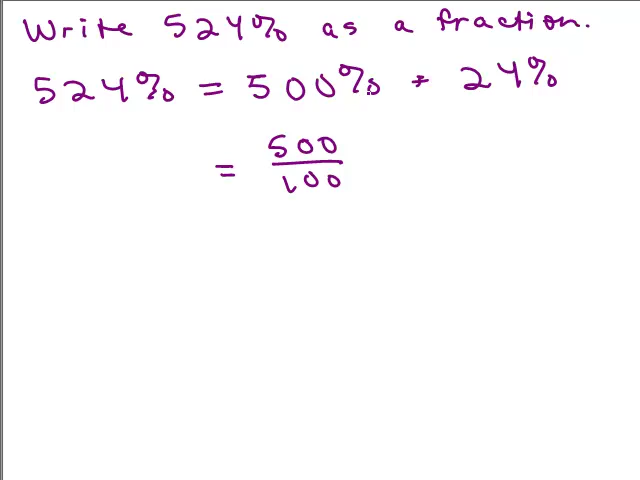 Write 524% as a fraction.
524% = 500% + 24%
= 500/100